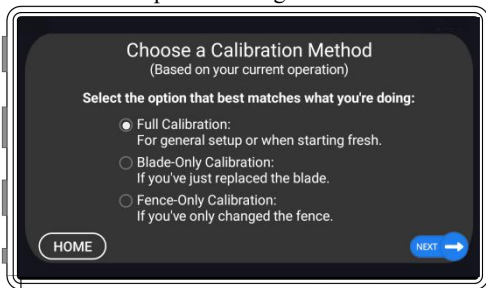 Choose a Calibration Method
(Based on your current operation)
Select the option that best matches what you're doing:
Full Calibration:
For general setup or when starting fresh.
Blade-Only Calibration:
If you've just replaced the blade.
Fence-Only Calibration:
If you've only changed the fence.
HOME
NEXT